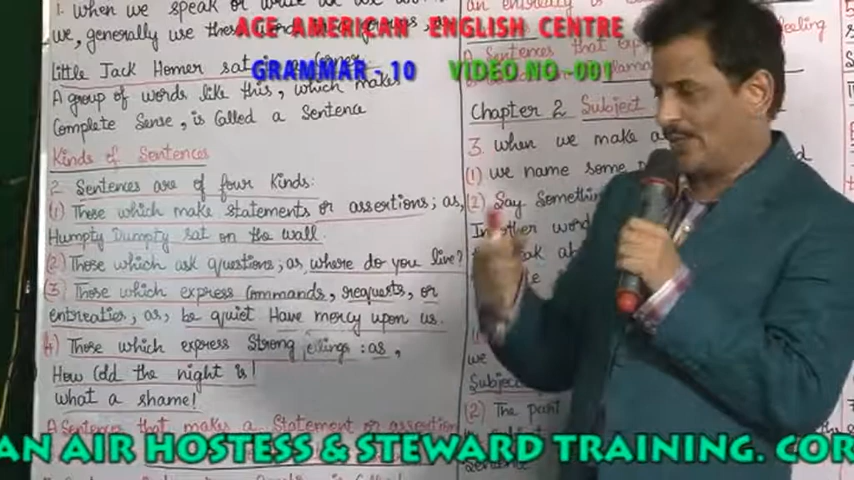 1. When we speak or write
we, generally use these
ACE AMERICAN ENGLISH CENTRE
GRAMMAR - 10 VIDEO NO -001
Little Jack Horner sat in Corner
A group of words like this, which makes
Complete Sense, is Called a Sentence
Kinds of Sentences
2 Sentences are of four Kinds:
(1) Those which make statements or assertions; as,
Humpty Dumpty sat on the wall.
(2) Those which ask questions; as, where do you live?
(3) Those which express Commands, requests, or
entreaties, as, be quiet Have mercy upon us.
4) Those which express Strong feelings : as,
How Cold the night is!
what a shame!
A Sentences that makes a Statement or assertion
an entirely
Sentences that
feeling
Chapter 2 Subject
3. when we make a
(1) we name some
(2) Say Something
In other words
we
Subject
(2) The part
Sentence
AN AIR HOSTESS & STEWARD TRAINING. COR